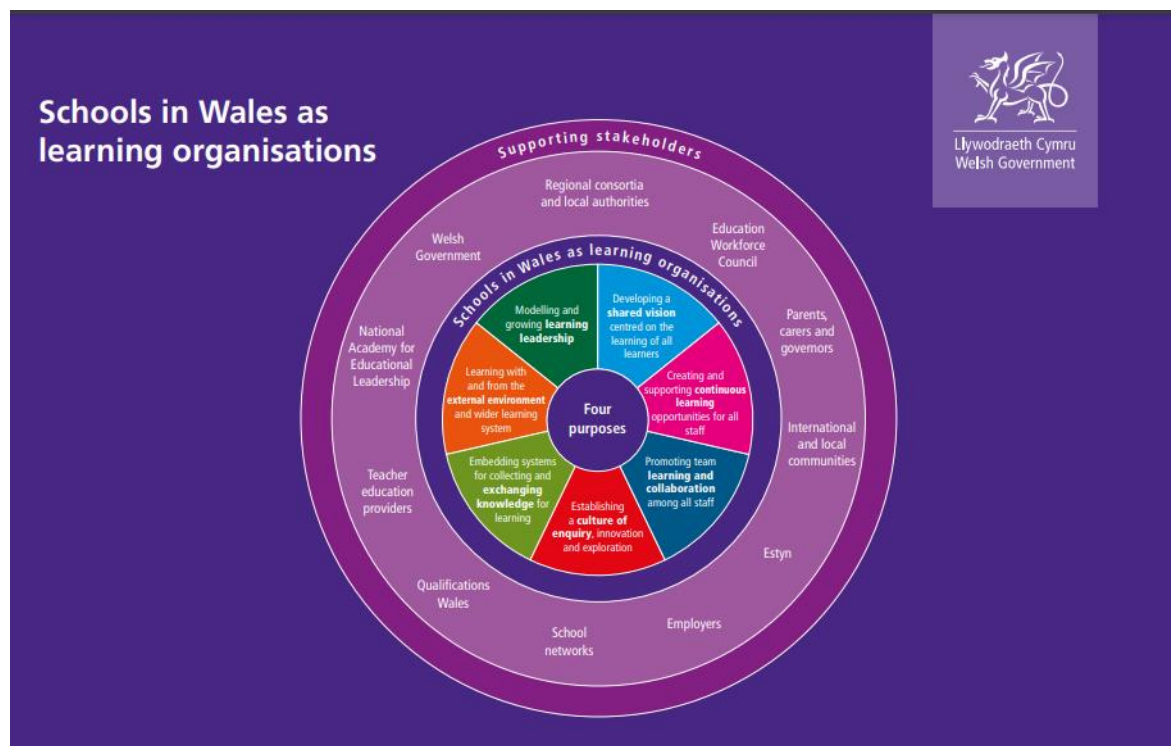 Schools in Wales as
learning organisations
Llywodraeth Cymru
Welsh Government
Supporting stakeholders
Regional consortia
and local authorities
Education
Workforce
Council
Parents,
carers and
governors
International
and local
communities
Estyn
Employers
School
networks
Qualifications
Wales
Teacher
education
providers
National
Academy for
Educational
Leadership
Welsh
Government
Schools in Wales as learning organisations
Developing a
shared vision
centred on the
learning of all
learners
Creating and
supporting continuous
learning
opportunities for all
staff
Promoting team
learning and
collaboration
among all staff
Establishing
a culture of
enquiry, innovation
and exploration
Embedding systems
for collecting and
exchanging
knowledge for
learning
Learning with
and from the
external environment
and wider learning
system
Modelling and
growing learning
leadership
Four
purposes